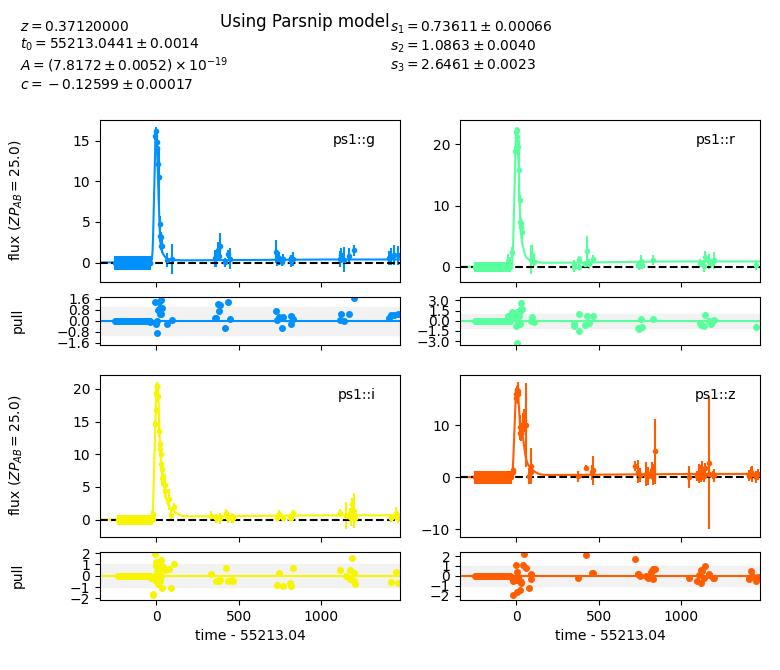 Using Parsnip model
z = 0.37120000
t₀ = 55213.0441 ± 0.0014
A = (7.8172 ± 0.0052) × 10⁻¹⁹
c = −0.12599 ± 0.00017
s₁ = 0.73611 ± 0.00066
s₂ = 1.0863 ± 0.0040
s₃ = 2.6461 ± 0.0023
flux (ZP_AB = 25.0)
15
10
5
0
ps1::g
20
10
0
ps1::r
pull
1.6
0.8
0.0
−0.8
−1.6
3.0
1.5
0.0
−1.5
−3.0
flux (ZP_AB = 25.0)
20
15
10
5
0
ps1::i
10
0
−10
ps1::z
pull
2
1
0
−1
−2
0
500
1000
time - 55213.04
2
1
0
−1
−2
0
500
1000
time - 55213.04